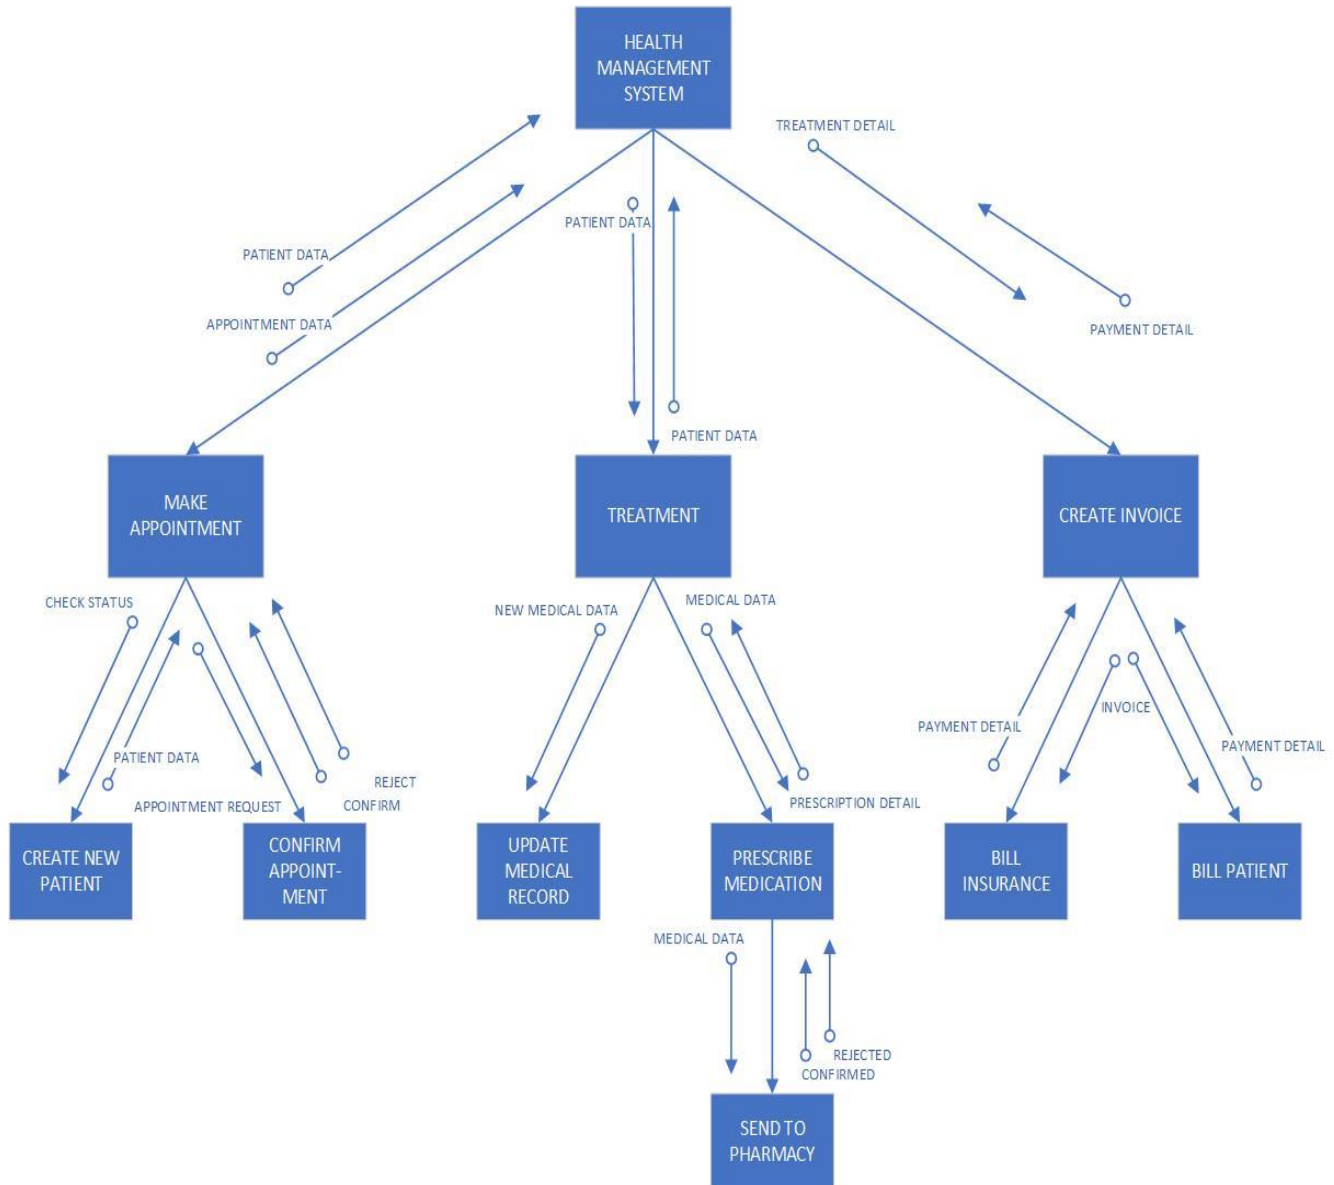 HEALTH
MANAGEMENT
SYSTEM
TREATMENT DETAIL
PATIENT DATA
PATIENT DATA
APPOINTMENT DATA
PAYMENT DETAIL
PATIENT DATA
MAKE
APPOINTMENT
TREATMENT
CREATE INVOICE
CHECK STATUS
NEW MEDICAL DATA
MEDICAL DATA
PAYMENT DETAIL
INVOICE
PAYMENT DETAIL
PATIENT DATA
REJECT
APPOINTMENT REQUEST
CONFIRM
PRESCRIPTION DETAIL
CREATE NEW
PATIENT
CONFIRM
APPOINT-
MENT
UPDATE
MEDICAL
RECORD
PRESCRIBE
MEDICATION
BILL
INSURANCE
BILL PATIENT
MEDICAL DATA
REJECTED
CONFIRMED
SEND TO
PHARMACY